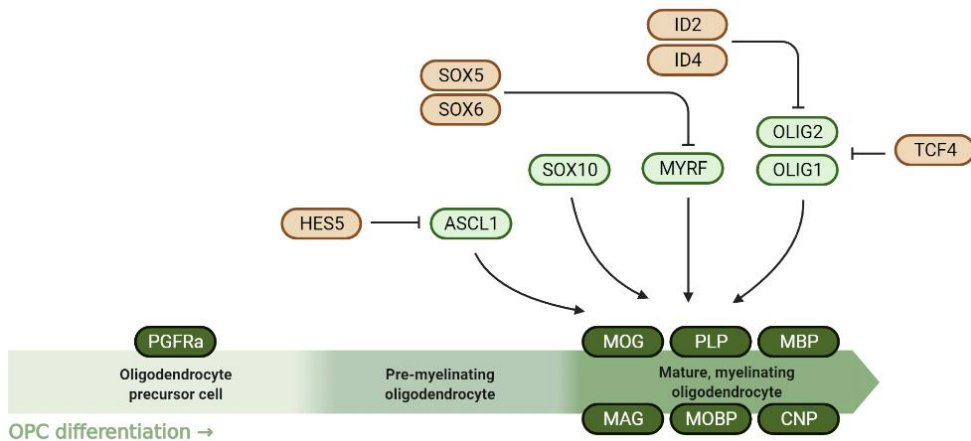 ID2
ID4
SOX5
SOX6
OLIG2
TCF4
SOX10
MYRF
OLIG1
HES5
ASCL1
PGFRa
MOG
PLP
MBP
Oligodendrocyte
precursor cell
Pre-myelinating
oligodendrocyte
Mature, myelinating
oligodendrocyte
MAG
MOBP
CNP
OPC differentiation →